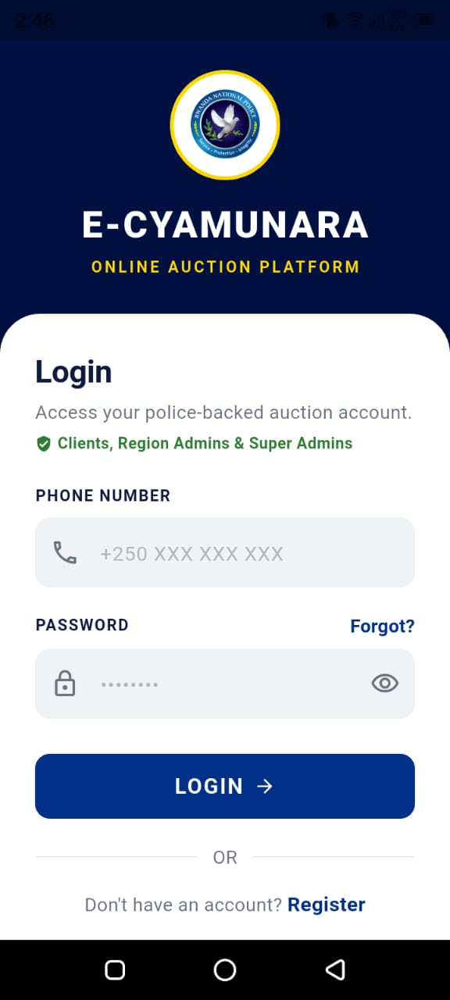 2:46
3.0
K/s
RWANDA NATIONAL POLICE
Service - Protection - Integrity
E-CYAMUNARA
ONLINE AUCTION PLATFORM
Login
Access your police-backed auction account.
Clients, Region Admins & Super Admins
PHONE NUMBER
+250 XXX XXX XXX
PASSWORD
Forgot?
••••••••
LOGIN →
OR
Don't have an account? Register